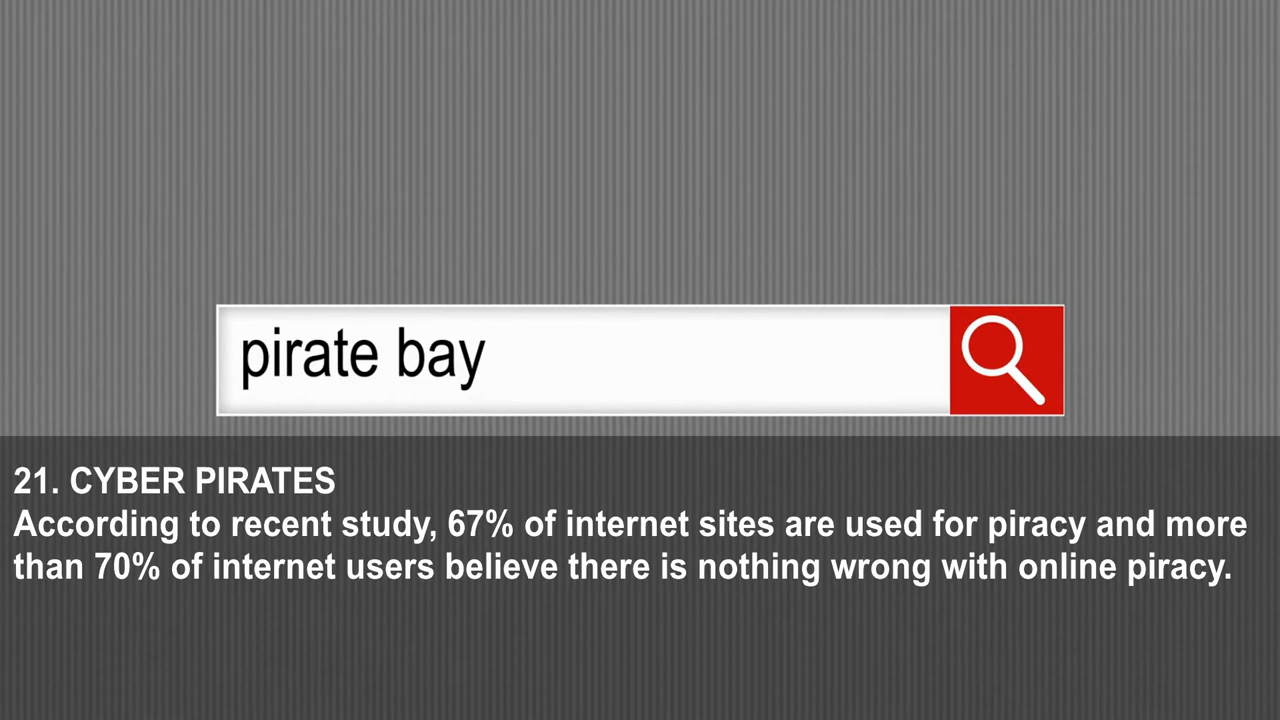 pirate bay
21. CYBER PIRATES
According to recent study, 67% of internet sites are used for piracy and more
than 70% of internet users believe there is nothing wrong with online piracy.